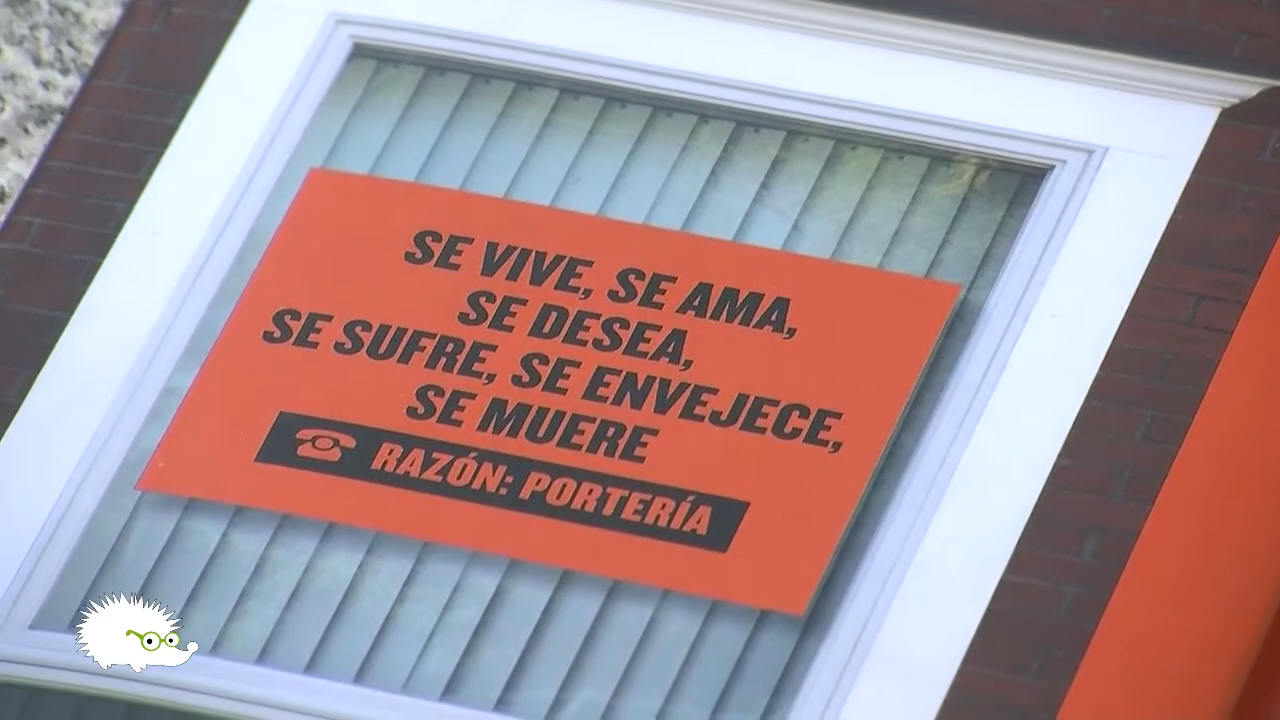 SE VIVE, SE AMA,
SE DESEA,
SE SUFRE, SE ENVEJECE,
SE MUERE
RAZÓN: PORTERÍA